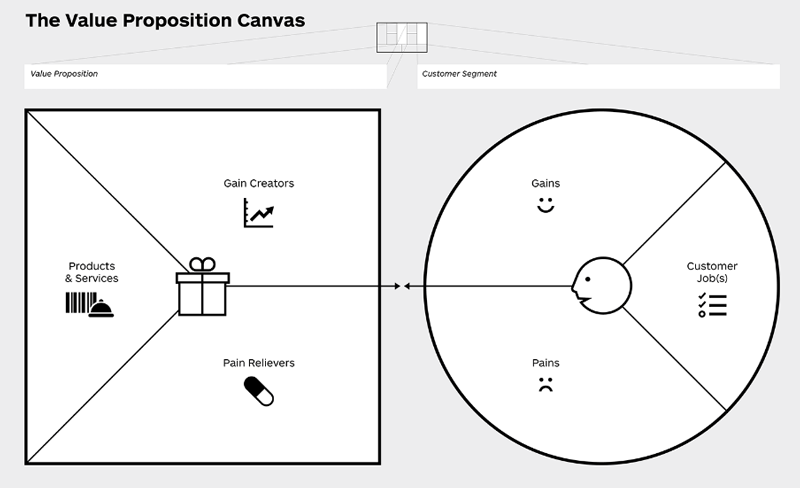 The Value Proposition Canvas
Value Proposition
Customer Segment
Gain Creators
Gains
Products
& Services
Customer
Job(s)
Pain Relievers
Pains